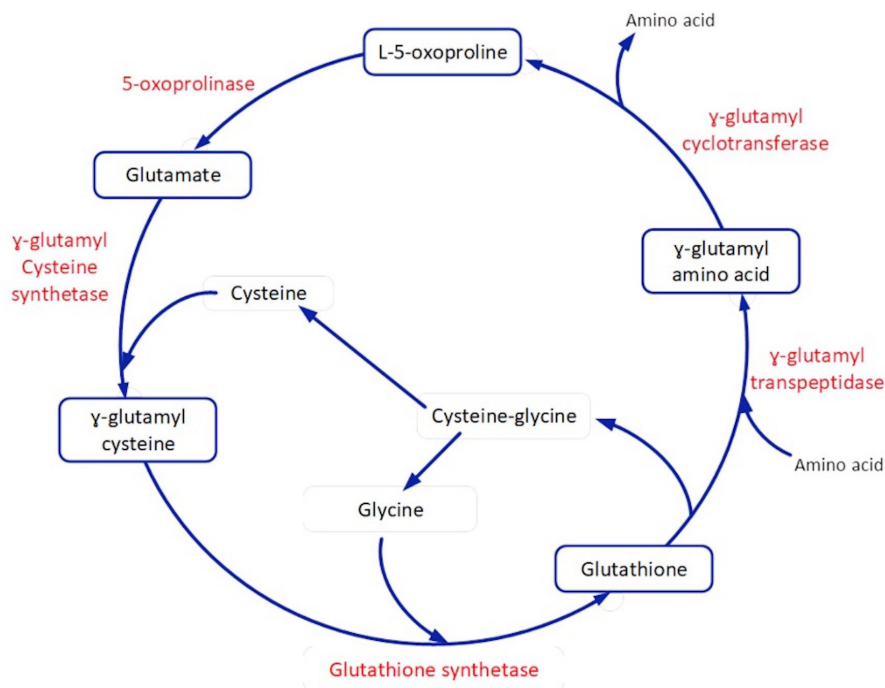 Amino acid
L-5-oxoproline
5-oxoprolinase
ɣ-glutamyl
cyclotransferase
Glutamate
ɣ-glutamyl
Cysteine
synthetase
ɣ-glutamyl
amino acid
Cysteine
ɣ-glutamyl
transpeptidase
ɣ-glutamyl
cysteine
Cysteine-glycine
Amino acid
Glycine
Glutathione
Glutathione synthetase